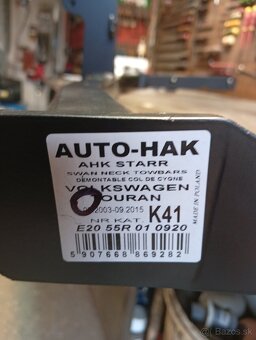 AUTO-HAK
AHK STARR
SWAN NECK TOWBARS
DEMONTABLE COL DE CYGNE
VOLKSWAGEN
TOURAN
2003-09.2015
K41
NR KAT.
E20 55R 01 0920
MADE IN POLAND
5 907668 869282
bazar.sk